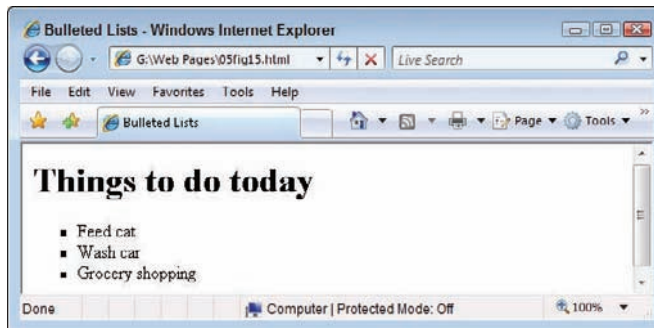 Bulleted Lists - Windows Internet Explorer
G:\Web Pages\05fig15.html Live Search
File Edit View Favorites Tools Help
Bulleted Lists Page Tools
Things to do today
Feed cat
Wash car
Grocery shopping
Done Computer | Protected Mode: Off 100%